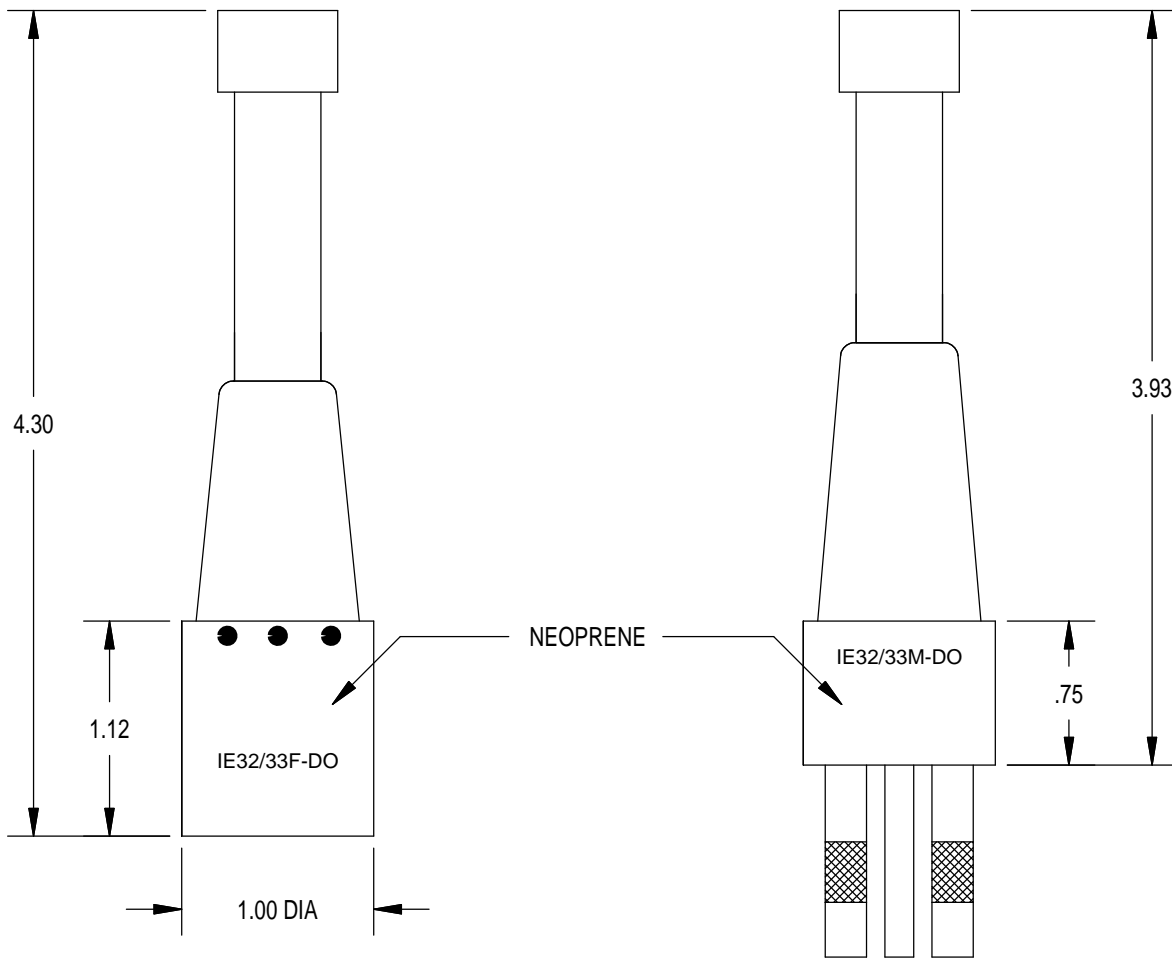 4.30
3.93
NEOPRENE
IE32/33M-DO
.75
1.12
IE32/33F-DO
1.00 DIA